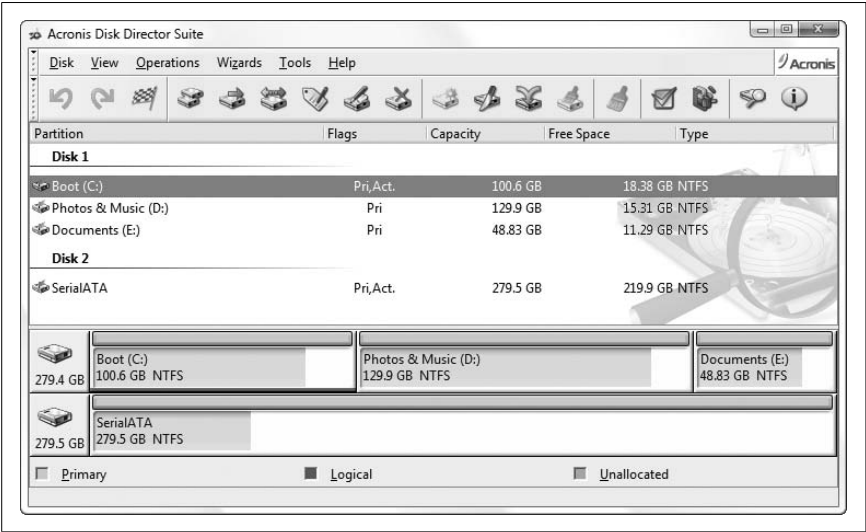 Acronis Disk Director Suite
Disk View Operations Wizards Tools Help Acronis
Partition Flags Capacity Free Space Type
Disk 1
Boot (C:) Pri,Act. 100.6 GB 18.38 GB NTFS
Photos & Music (D:) Pri 129.9 GB 15.31 GB NTFS
Documents (E:) Pri 48.83 GB 11.29 GB NTFS
Disk 2
SerialATA Pri,Act. 279.5 GB 219.9 GB NTFS
Boot (C:) Photos & Music (D:) Documents (E:)
279.4 GB 100.6 GB NTFS 129.9 GB NTFS 48.83 GB NTFS
SerialATA
279.5 GB 279.5 GB NTFS
Primary Logical Unallocated